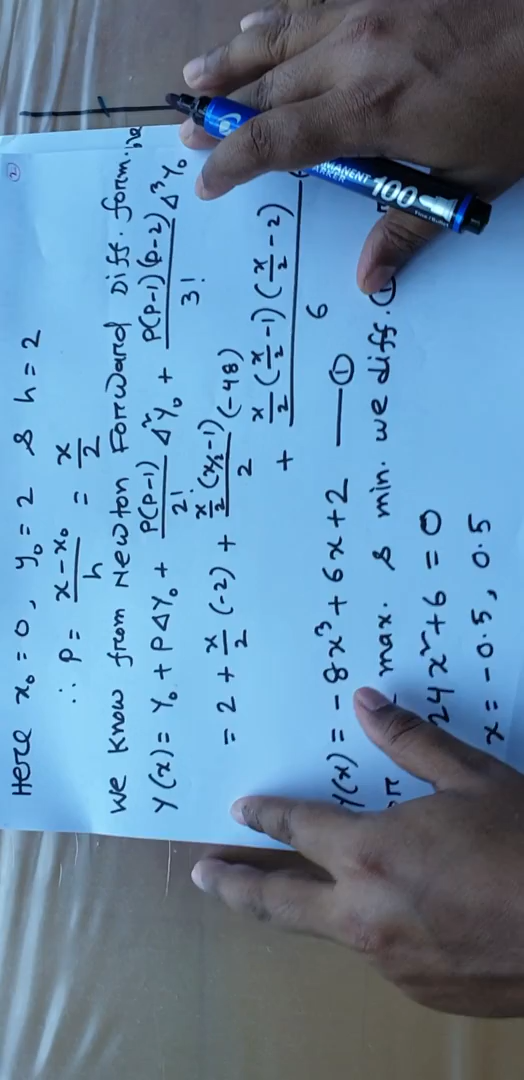 ②
Here x₀ = 0, y₀ = 2 & h = 2
∴ P = (x - x₀)/h = x/2
We know from Newton Forward Diff. form.
Y(x) = Y₀ + PΔY₀ + P(P-1)/2! Δ²Y₀ + P(P-1)(P-2)/3! Δ³Y₀
= 2 + x/2 (-2) + x/2 (x/2 -1)/2 (-48)
+ x/2 (x/2 -1) (x/2 -2)/6
Y(x) = -8x³ + 6x + 2 —— ①
max. & min. we diff. ①
24x² + 6 = 0
x = -0.5, 0.5
PERMANENT
MARKER
100